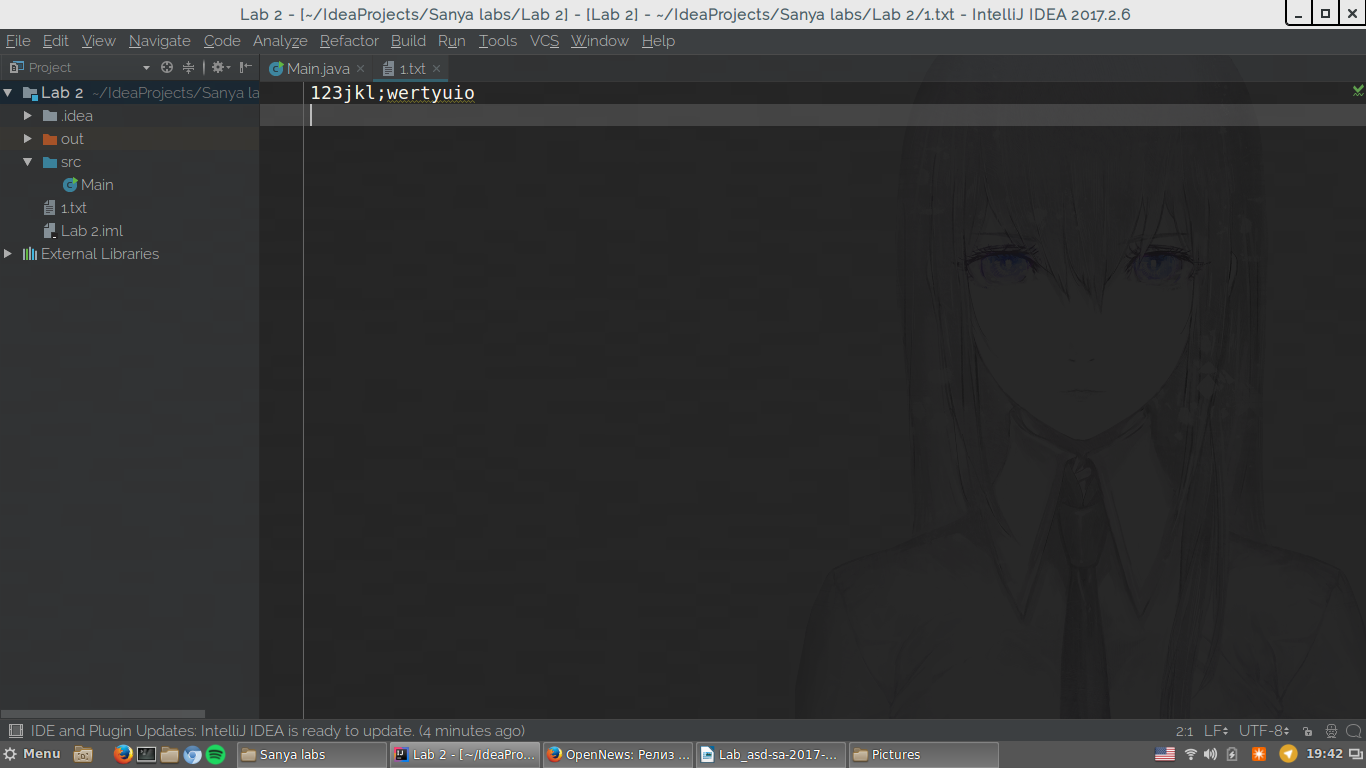 Lab 2 - [~/IdeaProjects/Sanya labs/Lab 2] - [Lab 2] - ~/IdeaProjects/Sanya labs/Lab 2/1.txt - IntelliJ IDEA 2017.2.6
File Edit View Navigate Code Analyze Refactor Build Run Tools VCS Window Help
Project
Main.java 1.txt
Lab 2 ~/IdeaProjects/Sanya la
.idea
out
src
Main
1.txt
Lab 2.iml
External Libraries
123jkl;wertyuio
IDE and Plugin Updates: IntelliJ IDEA is ready to update. (4 minutes ago)
2:1 LF UTF-8
Menu Sanya labs Lab 2 - [~/IdeaPro... OpenNews: Релиз ... Lab_asd-sa-2017-... Pictures 19:42